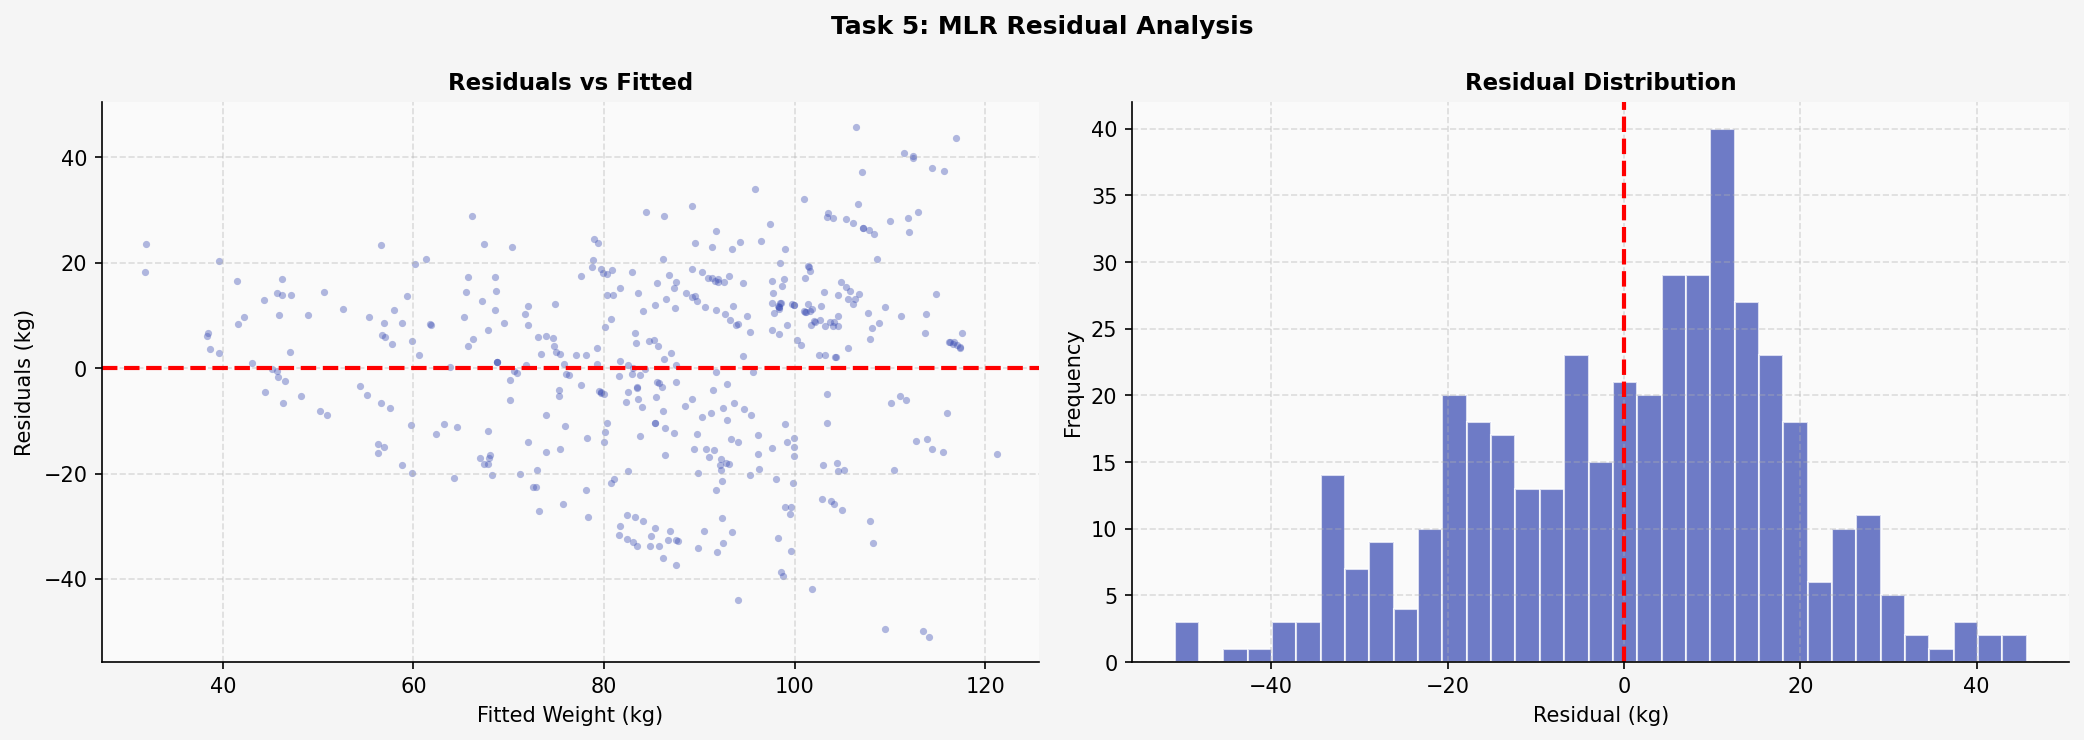 Task 5: MLR Residual Analysis
Residuals vs Fitted
Residuals (kg)
40
20
0
−20
−40
40 60 80 100 120
Fitted Weight (kg)
Residual Distribution
Frequency
40
35
30
25
20
15
10
5
0
−40 −20 0 20 40
Residual (kg)